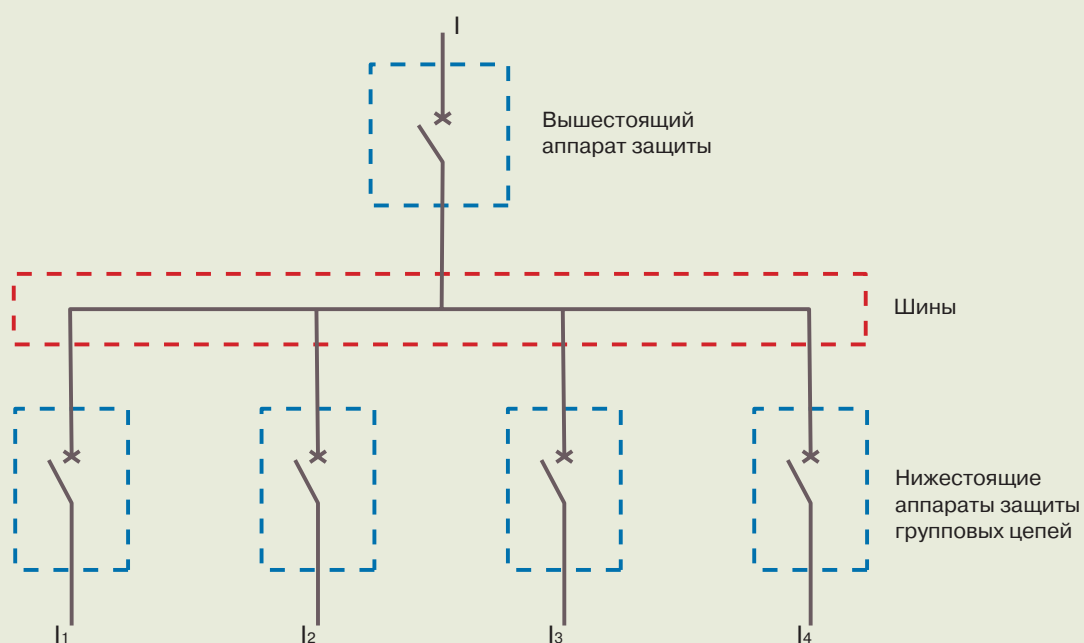 I
Вышестоящий
аппарат защиты
Шины
Нижестоящие
аппараты защиты
групповых цепей
I1 I2 I3 I4